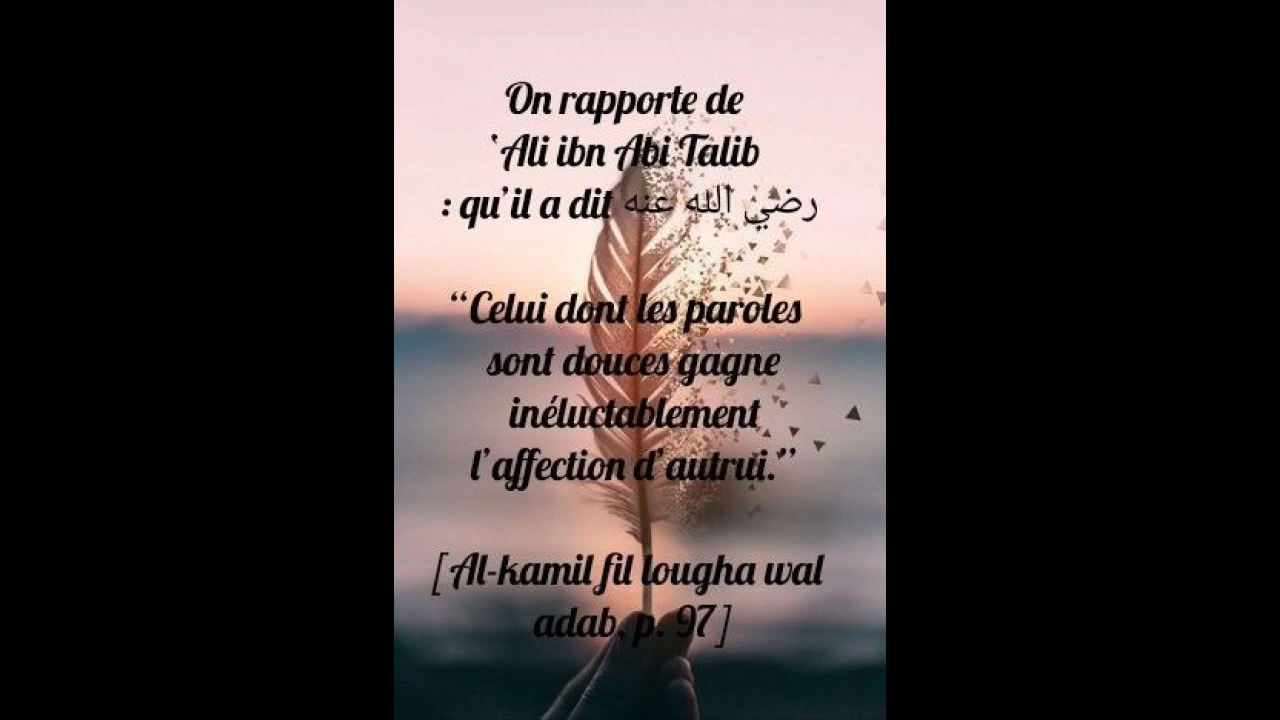 On rapporte de
‘Ali ibn Abi Talib
: qu’il a dit رضي الله عنه
“Celui dont les paroles
sont douces gagne
inéluctablement
l’affection d’autrui.”
[Al-kamil fil lougha wal
adab, p. 97]